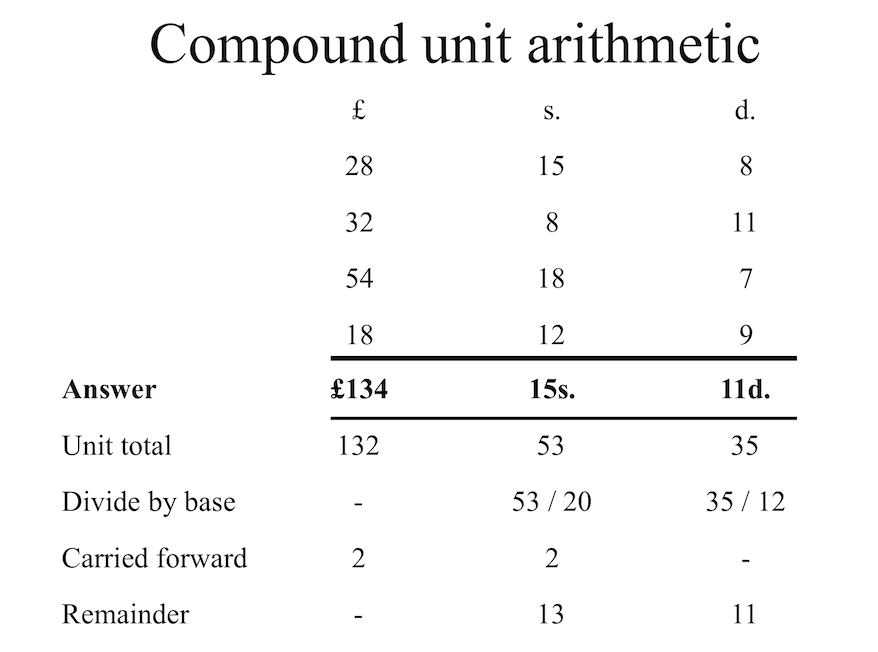 Compound unit arithmetic
£ s. d.
28 15 8
32 8 11
54 18 7
18 12 9
Answer £134 15s. 11d.
Unit total 132 53 35
Divide by base - 53 / 20 35 / 12
Carried forward 2 2 -
Remainder - 13 11